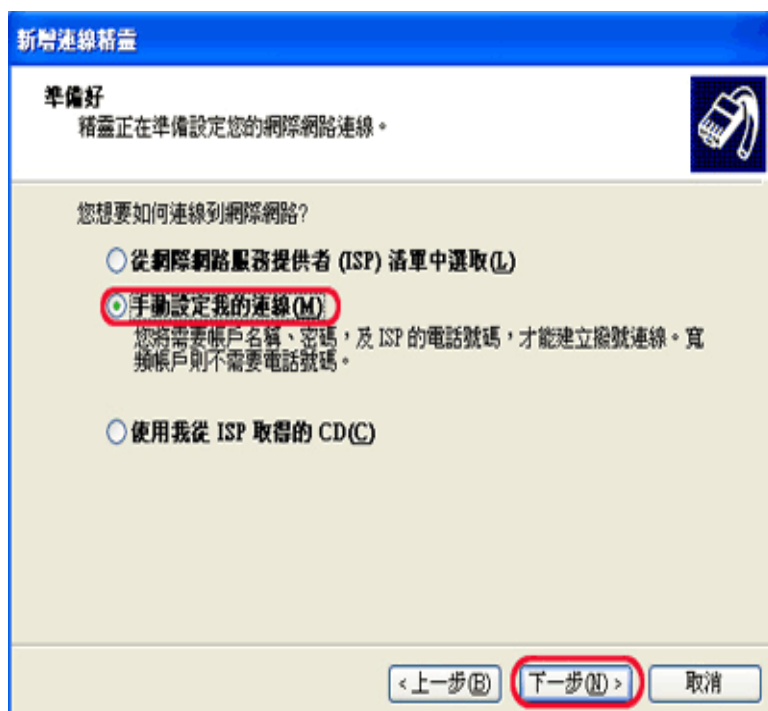 新增連線精靈
準備好
精靈正在準備設定您的網際網路連線。
您想要如何連線到網際網路?
從網際網路服務提供者 (ISP) 清單中選取(L)
手動設定我的連線(M)
您將需要帳戶名稱、密碼,及 ISP 的電話號碼,才能建立撥號連線。寬
頻帳戶則不需要電話號碼。
使用我從 ISP 取得的 CD(C)
<上一步(B) 下一步(N)> 取消